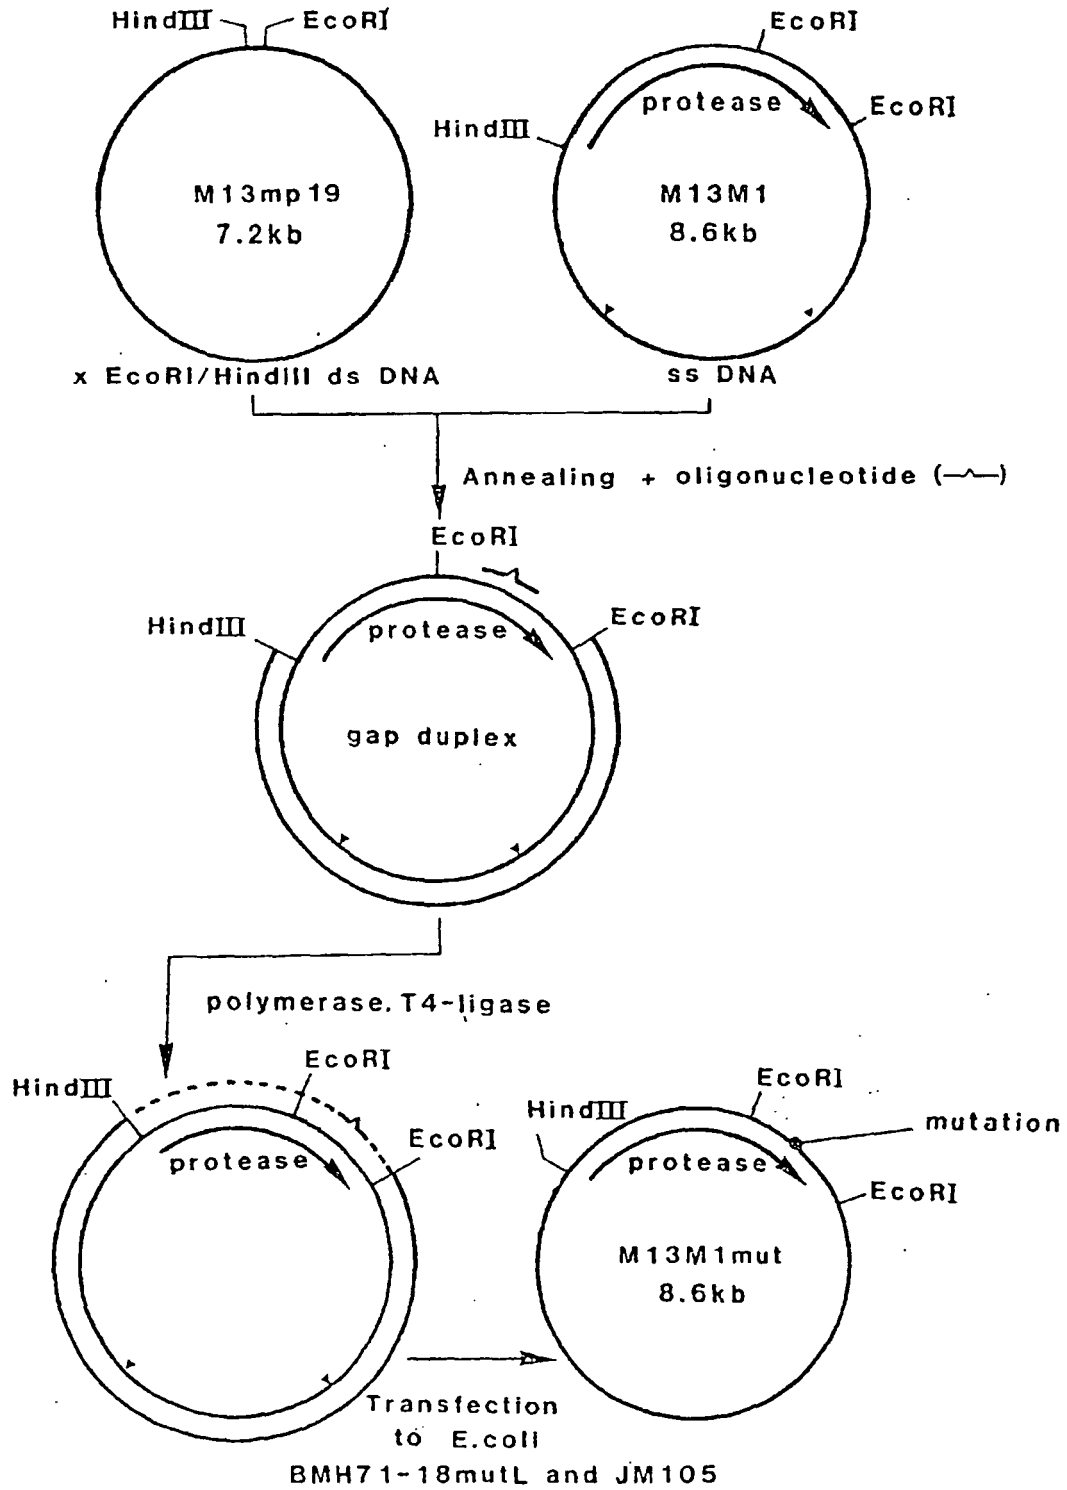 HindIII EcoRI
M13mp19
7.2kb
x EcoRI/HindIII ds DNA
EcoRI
protease
EcoRI
HindIII
M13M1
8.6kb
ss DNA
Annealing + oligonucleotide ( )
EcoRI
HindIII
protease
EcoRI
gap duplex
polymerase. T4-ligase
HindIII
EcoRI
EcoRI
protease
Transfection
to E.coli
BMH71-18mutL and JM105
EcoRI
HindIII
mutation
protease
EcoRI
M13M1mut
8.6kb